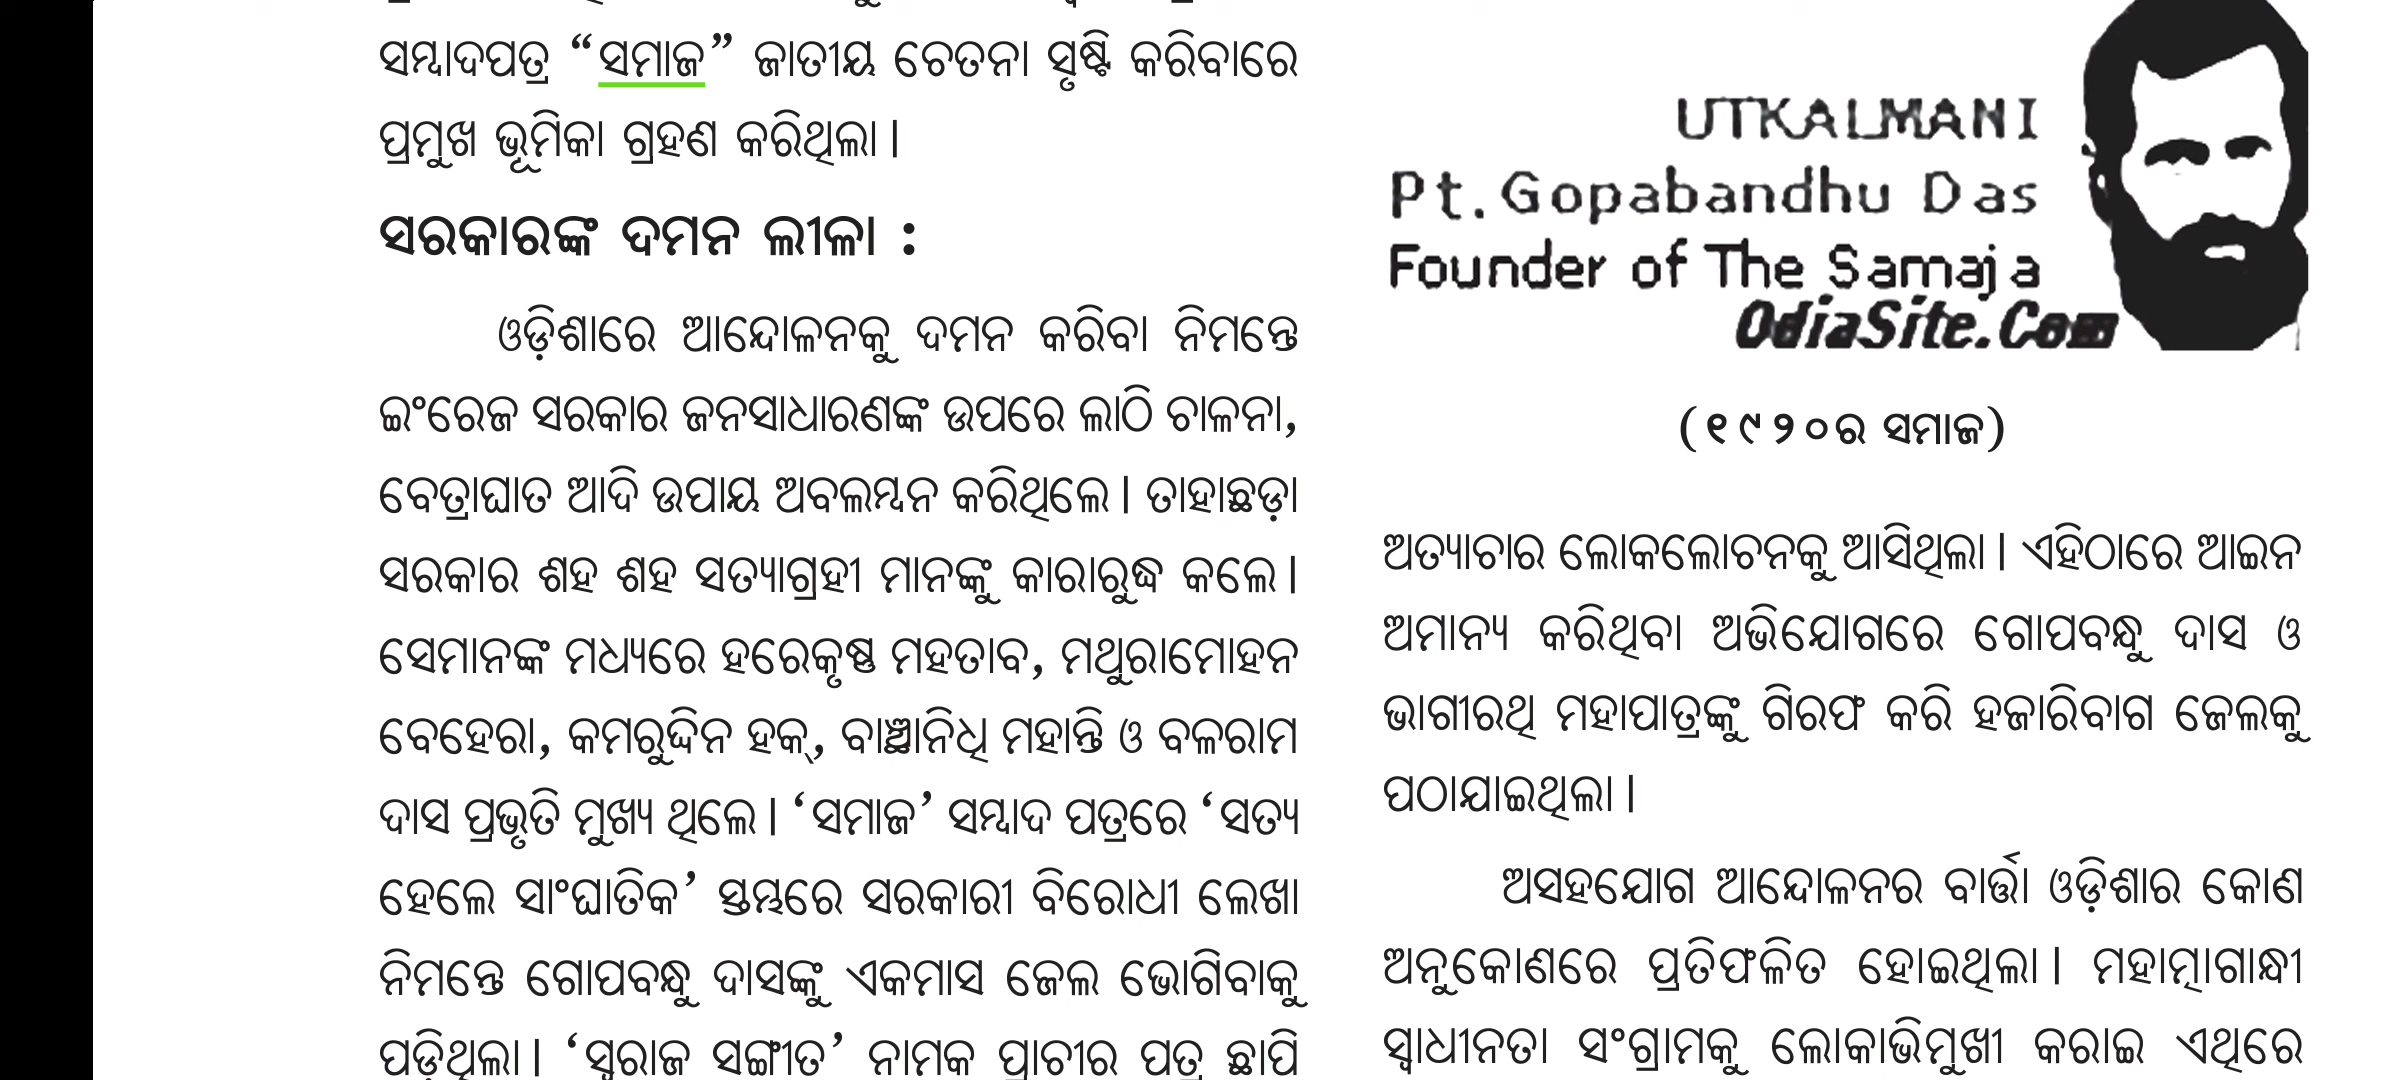 ସମ୍ବାଦପତ୍ର “ସମାଜ” ଜାତୀୟ ଚେତନା ସୃଷ୍ଟି କରିବାରେ
ପ୍ରମୁଖ ଭୂମିକା ଗ୍ରହଣ କରିଥିଲା।
ସରକାରଙ୍କ ଦମନ ଲୀଳା :
ଓଡ଼ିଶାରେ ଆନ୍ଦୋଳନକୁ ଦମନ କରିବା ନିମନ୍ତେ
ଇଂରେଜ ସରକାର ଜନସାଧାରଣଙ୍କ ଉପରେ ଲାଠି ଚାଳନା,
ବେତ୍ରାଘାତ ଆଦି ଉପାୟ ଅବଲମ୍ବନ କରିଥିଲେ। ତାହାଛଡ଼ା
ସରକାର ଶହ ଶହ ସତ୍ୟାଗ୍ରହୀ ମାନଙ୍କୁ କାରାରୁଦ୍ଧ କଲେ।
ସେମାନଙ୍କ ମଧ୍ୟରେ ହରେକୃଷ୍ଣ ମହତାବ, ମଥୁରାମୋହନ
ବେହେରା, କମରୁଦ୍ଦିନ ହକ୍, ବାଞ୍ଛାନିଧି ମହାନ୍ତି ଓ ବଳରାମ
ଦାସ ପ୍ରଭୃତି ମୁଖ୍ୟ ଥିଲେ। ‘ସମାଜ’ ସମ୍ବାଦ ପତ୍ରରେ ‘ସତ୍ୟ
ହେଲେ ସାଂଘାତିକ’ ସ୍ତମ୍ଭରେ ସରକାରୀ ବିରୋଧୀ ଲେଖା
ନିମନ୍ତେ ଗୋପବନ୍ଧୁ ଦାସଙ୍କୁ ଏକମାସ ଜେଲ ଭୋଗିବାକୁ
ପଡ଼ିଥିଲା। ‘ସ୍ୱରାଜ ସଙ୍ଗୀତ’ ନାମକ ପ୍ରାଚୀର ପତ୍ର ଛାପି
UTKALMANI
Pt. Gopabandhu Das
Founder of The Samaja
OdiaSite.Com
(୧୯୨୦ର ସମାଜ)
ଅତ୍ୟାଚାର ଲୋକଲୋଚନକୁ ଆସିଥିଲା। ଏହିଠାରେ ଆଇନ
ଅମାନ୍ୟ କରିଥିବା ଅଭିଯୋଗରେ ଗୋପବନ୍ଧୁ ଦାସ ଓ
ଭାଗୀରଥି ମହାପାତ୍ରଙ୍କୁ ଗିରଫ କରି ହଜାରିବାଗ ଜେଲକୁ
ପଠାଯାଇଥିଲା।
ଅସହଯୋଗ ଆନ୍ଦୋଳନର ବାର୍ତ୍ତା ଓଡ଼ିଶାର କୋଣ
ଅନୁକୋଣରେ ପ୍ରତିଫଳିତ ହୋଇଥିଲା। ମହାତ୍ମାଗାନ୍ଧୀ
ସ୍ୱାଧୀନତା ସଂଗ୍ରାମକୁ ଲୋକାଭିମୁଖୀ କରାଇ ଏଥିରେ